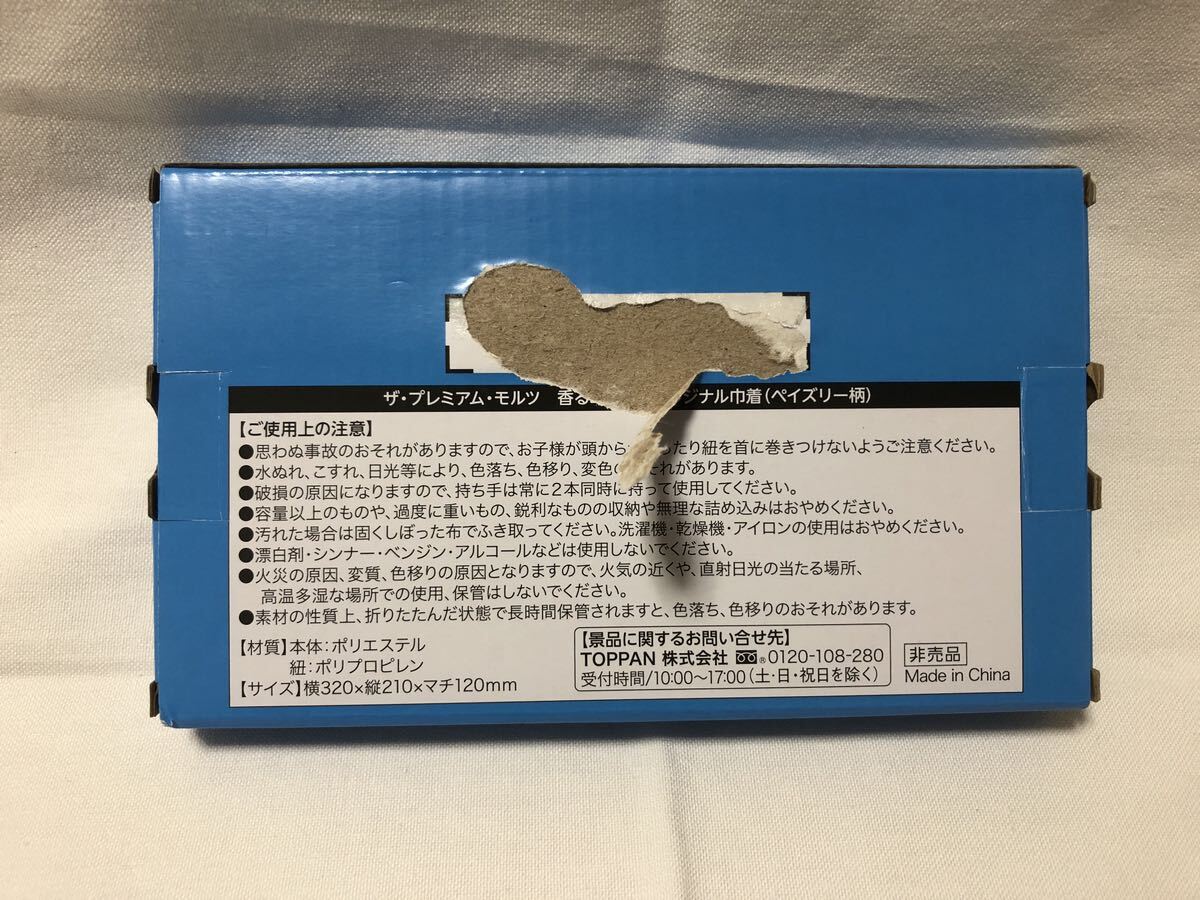 ザ・プレミアム・モルツ 香る ジナル巾着(ペイズリー柄)
【ご使用上の注意】
●思わぬ事故のおそれがありますので、お子様が頭から ったり紐を首に巻きつけないようご注意ください。
●水ぬれ、こすれ、日光等により、色落ち、色移り、変色の それがあります。
●破損の原因になりますので、持ち手は常に2本同時に持って使用してください。
●容量以上のものや、過度に重いもの、鋭利なものの収納や無理な詰め込みはおやめください。
●汚れた場合は固くしぼった布でふき取ってください。洗濯機・乾燥機・アイロンの使用はおやめください。
●漂白剤・シンナー・ベンジン・アルコールなどは使用しないでください。
●火災の原因、変質、色移りの原因となりますので、火気の近くや、直射日光の当たる場所、
高温多湿な場所での使用、保管はしないでください。
●素材の性質上、折りたたんだ状態で長時間保管されますと、色落ち、色移りのおそれがあります。
【材質】本体:ポリエステル
紐:ポリプロピレン
【サイズ】横320×縦210×マチ120mm
【景品に関するお問い合せ先】
TOPPAN 株式会社 ® 0120-108-280
受付時間/10:00〜17:00(土・日・祝日を除く)
非売品
Made in China